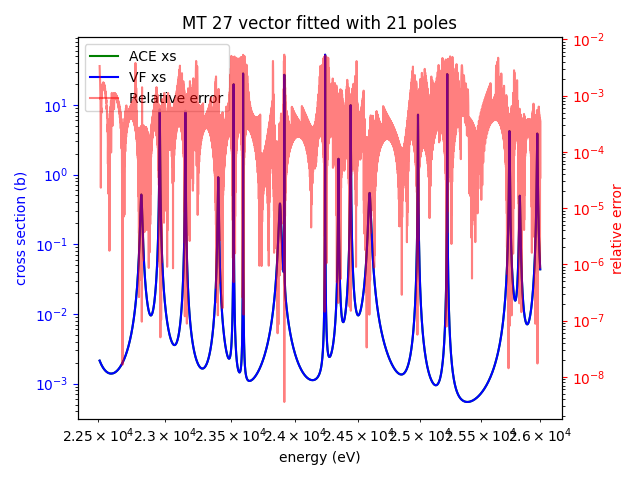 MT 27 vector fitted with 21 poles
ACE xs
VF xs
Relative error
cross section (b)
10¹
10⁰
10⁻¹
10⁻²
10⁻³
10⁻²
10⁻³
10⁻⁴
10⁻⁵
10⁻⁶
10⁻⁷
10⁻⁸
relative error
2.25 × 10⁴ 2.3 × 10⁴ 2.35 × 10⁴ 2.4 × 10⁴ 2.45 × 10⁴ 2.5 × 10⁴ 2.55 × 10⁴ 2.6 × 10⁴
energy (eV)